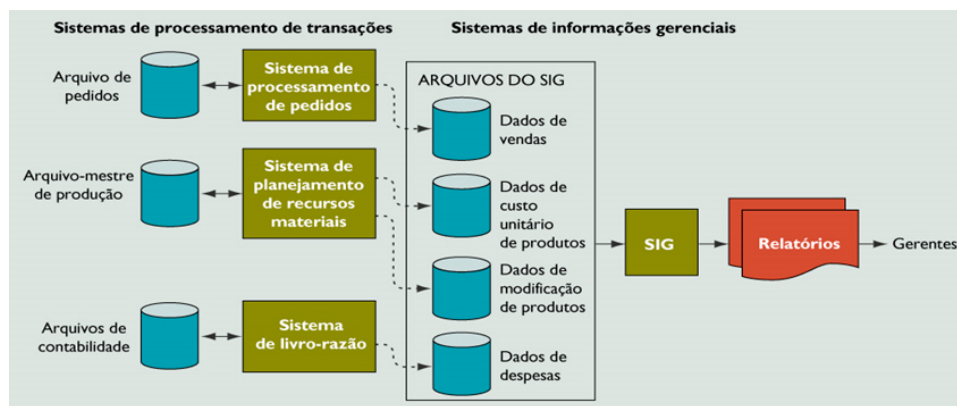 Sistemas de processamento de transações
Sistemas de informações gerenciais
Arquivo de
pedidos
Sistema de
processamento
de pedidos
Arquivo-mestre
de produção
Sistema de
planejamento
de recursos
materiais
Arquivos de
contabilidade
Sistema
de livro-razão
ARQUIVOS DO SIG
Dados de
vendas
Dados de
custo
unitário
de produtos
Dados de
modificação
de produtos
Dados de
despesas
SIG
Relatórios
Gerentes